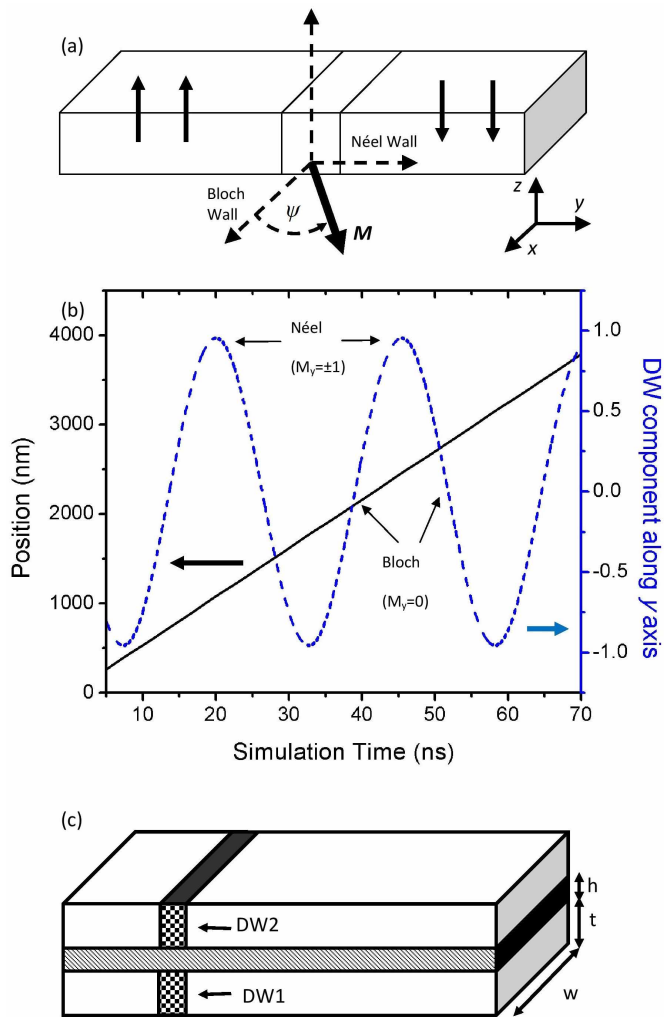 (a)
Néel Wall
Bloch
Wall
ψ
M
z
y
x
(b)
4000
3000
2000
1000
0
Position (nm)
Néel
(My=±1)
Bloch
(My=0)
1.0
0.5
0.0
-0.5
-1.0
DW component along y axis
10 20 30 40 50 60 70
Simulation Time (ns)
(c)
DW2
DW1
h
t
w